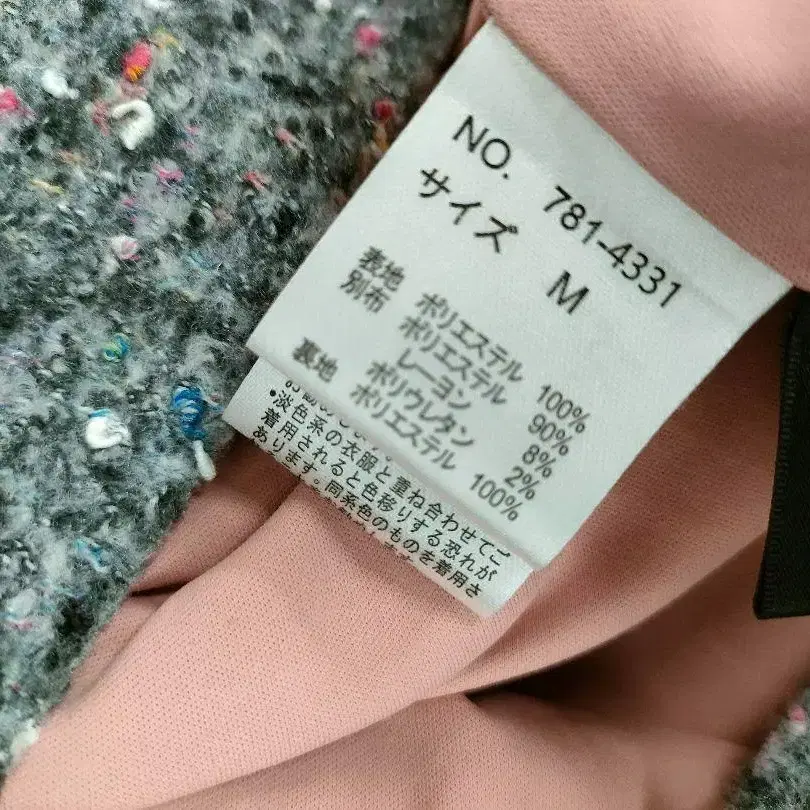 NO. 781-4331
サイズ M
表地 ポリエステル 100%
別布 ポリエステル 90%
レーヨン 8%
ポリウレタン 2%
裏地 ポリエステル 100%
•淡色系の衣服と重ね合わせてご
着用されると色移りする恐れが
あります。同系色のものを着用さ